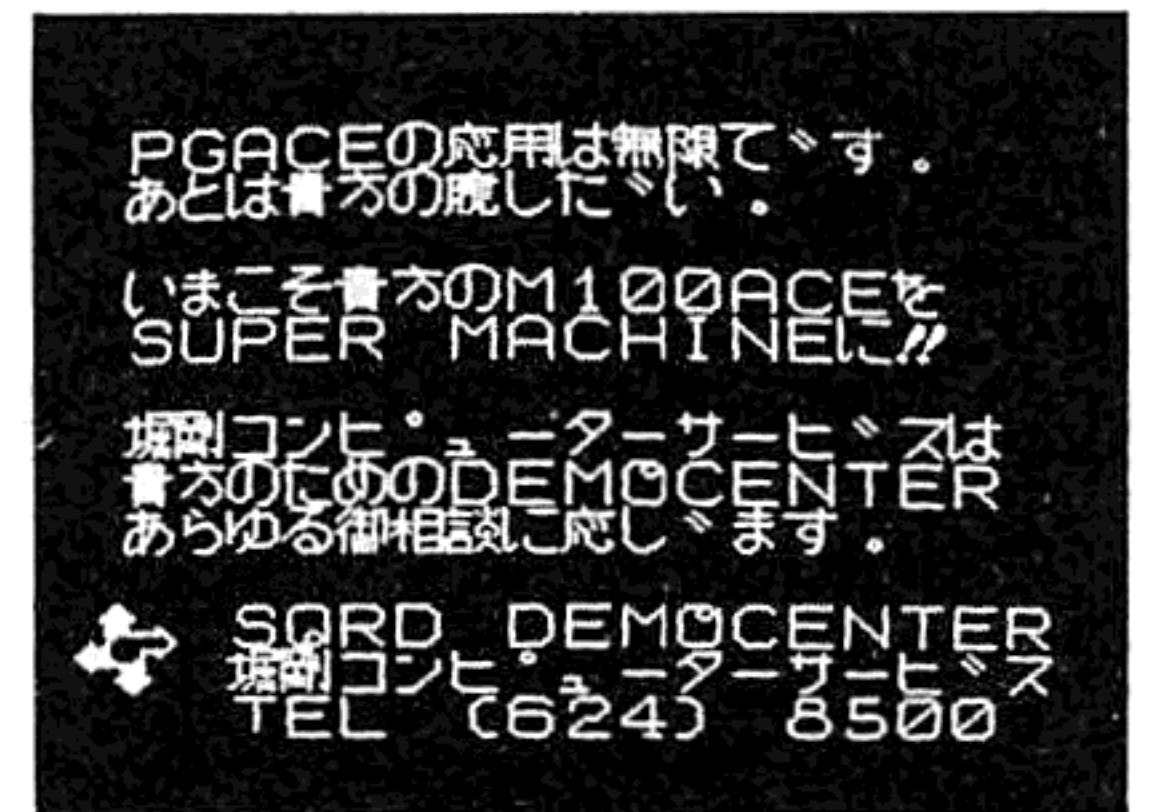 PGACEの応用は無限です。
あとは貴方の腕しだい。
いまこそ貴方のM100ACEを
SUPER MACHINEに!!
堀剛コンピューターサービスは
貴方のためのDEMOCENTER
あらゆる御相談に応じます。
SORD DEMOCENTER
堀剛コンピューターサービス
TEL (624) 8500